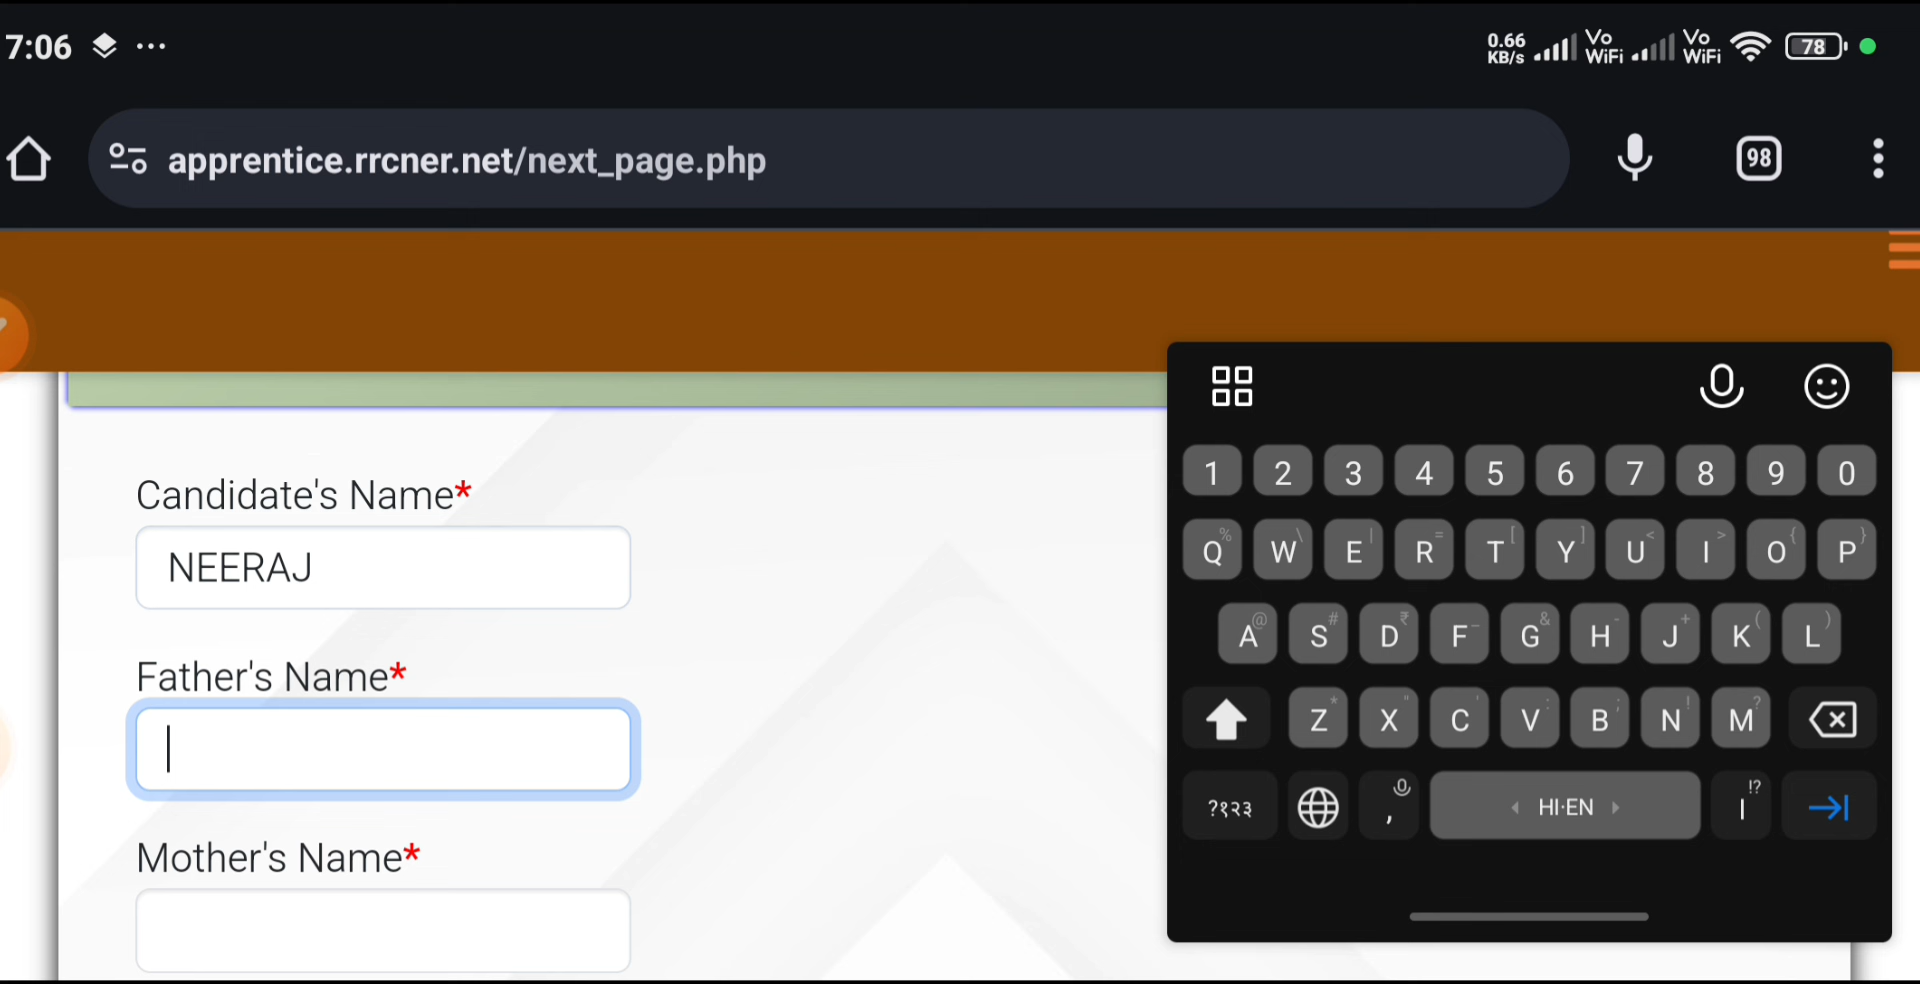 7:06 ...
0.66 KB/s Vo WiFi Vo WiFi 78
apprentice.rrcner.net/next_page.php
98
Candidate's Name*
NEERAJ
Father's Name*
Mother's Name*
1 2 3 4 5 6 7 8 9 0
Q% W\ E| R= T[ Y] U< I> O{ P}
A@ S# D₹ F_ G& H- J+ K( L)
Z* X" C' V: B; N! M?
?१२३ , HI·EN । !?